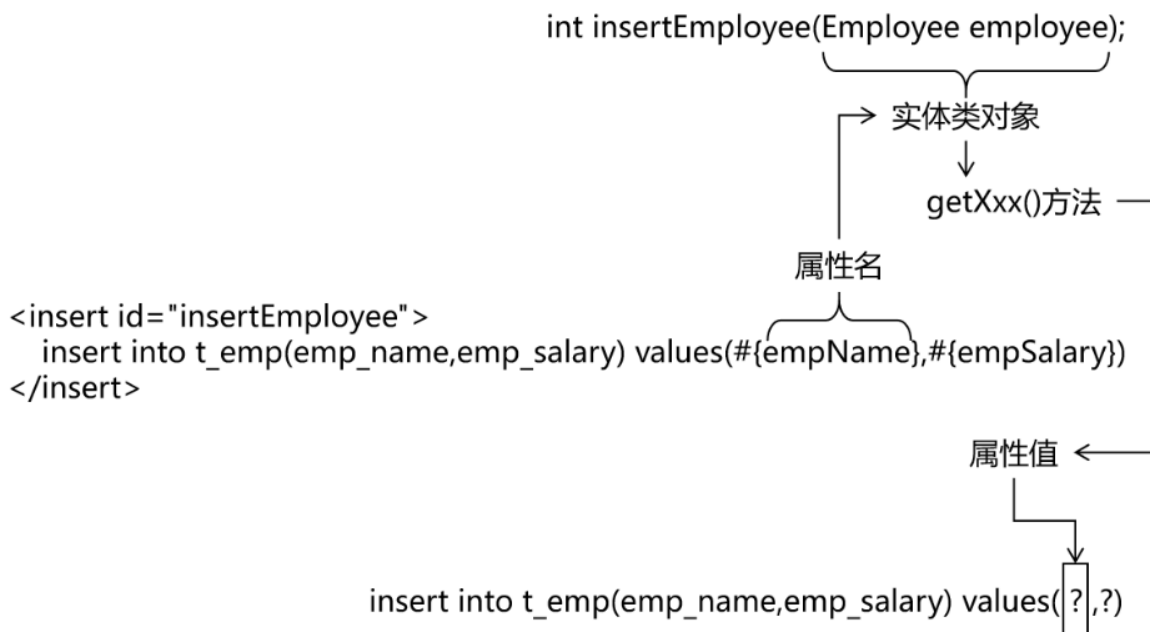 int insertEmployee(Employee employee);
实体类对象
getXxx()方法
属性名
<insert id="insertEmployee">
insert into t_emp(emp_name,emp_salary) values(#{empName},#{empSalary})
</insert>
属性值
insert into t_emp(emp_name,emp_salary) values(?,?)